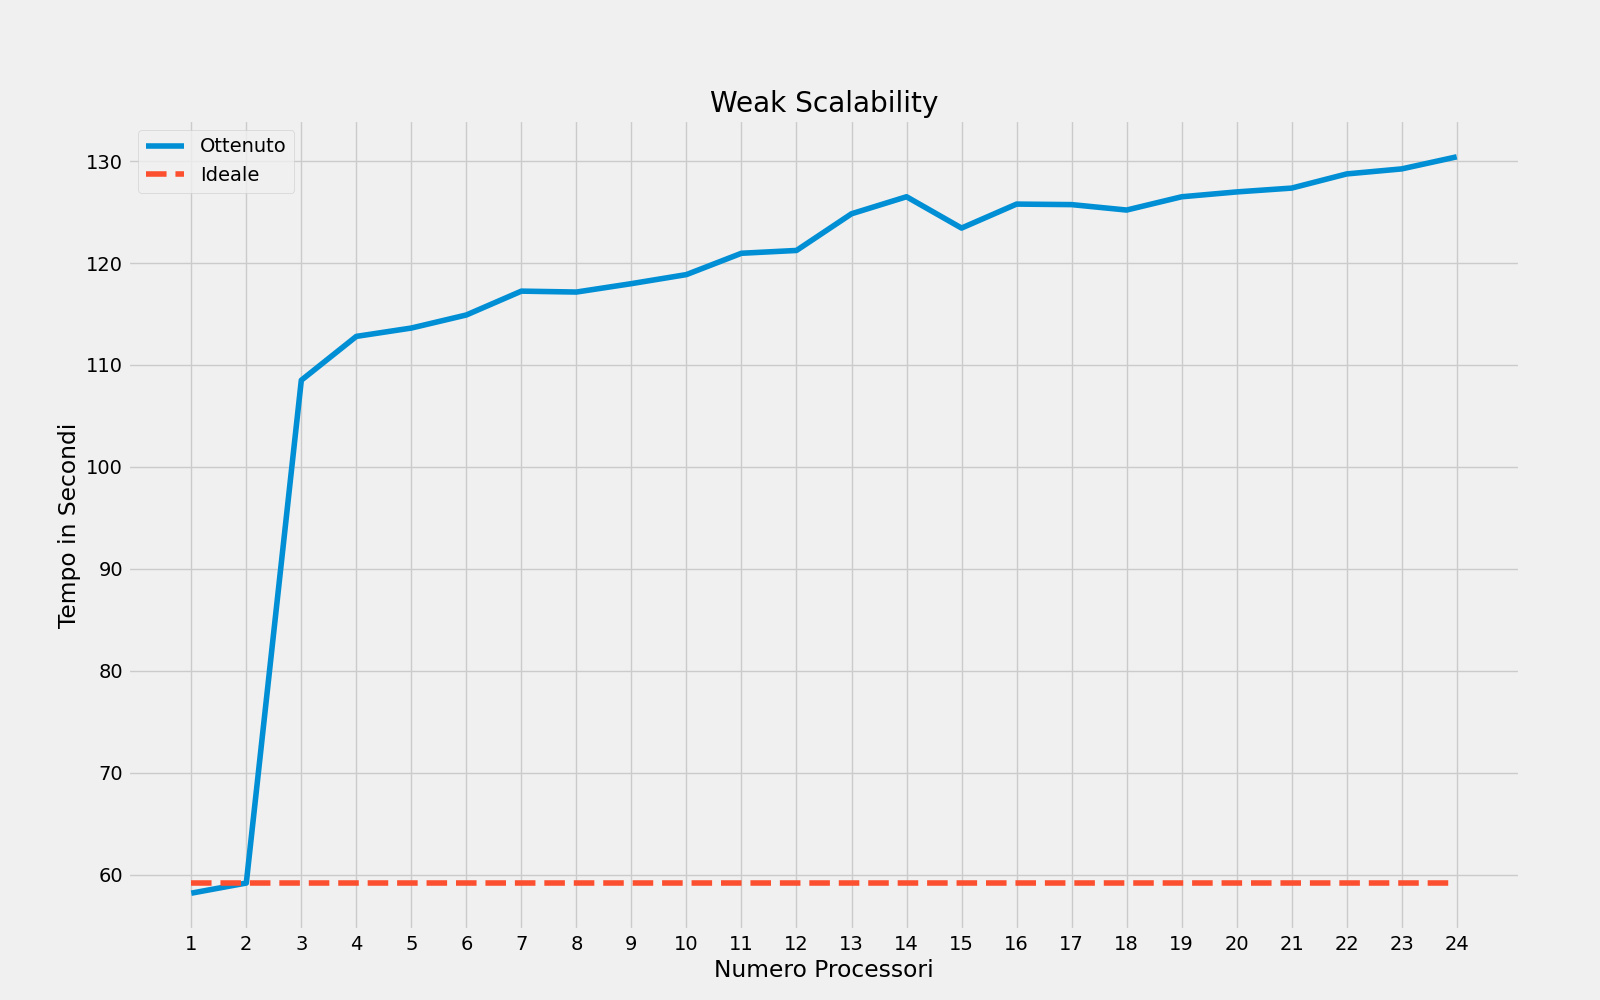 Weak Scalability
Ottenuto
Ideale
130
120
110
100
90
80
70
60
Tempo in Secondi
1 2 3 4 5 6 7 8 9 10 11 12 13 14 15 16 17 18 19 20 21 22 23 24
Numero Processori